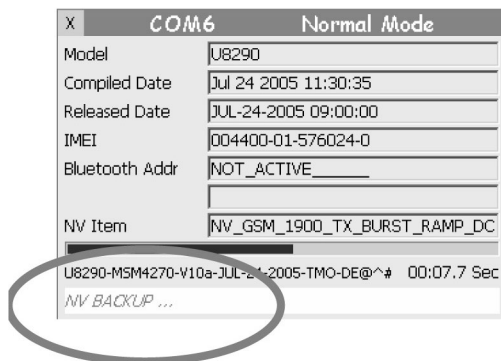 X COM6 Normal Mode
Model U8290
Compiled Date Jul 24 2005 11:30:35
Released Date JUL-24-2005 09:00:00
IMEI 004400-01-576024-0
Bluetooth Addr NOT_ACTIVE______
NV Item NV_GSM_1900_TX_BURST_RAMP_DC
U8290-MSM4270-V10a-JUL-24-2005-TMO-DE@^# 00:07.7 Sec
NV BACKUP ...